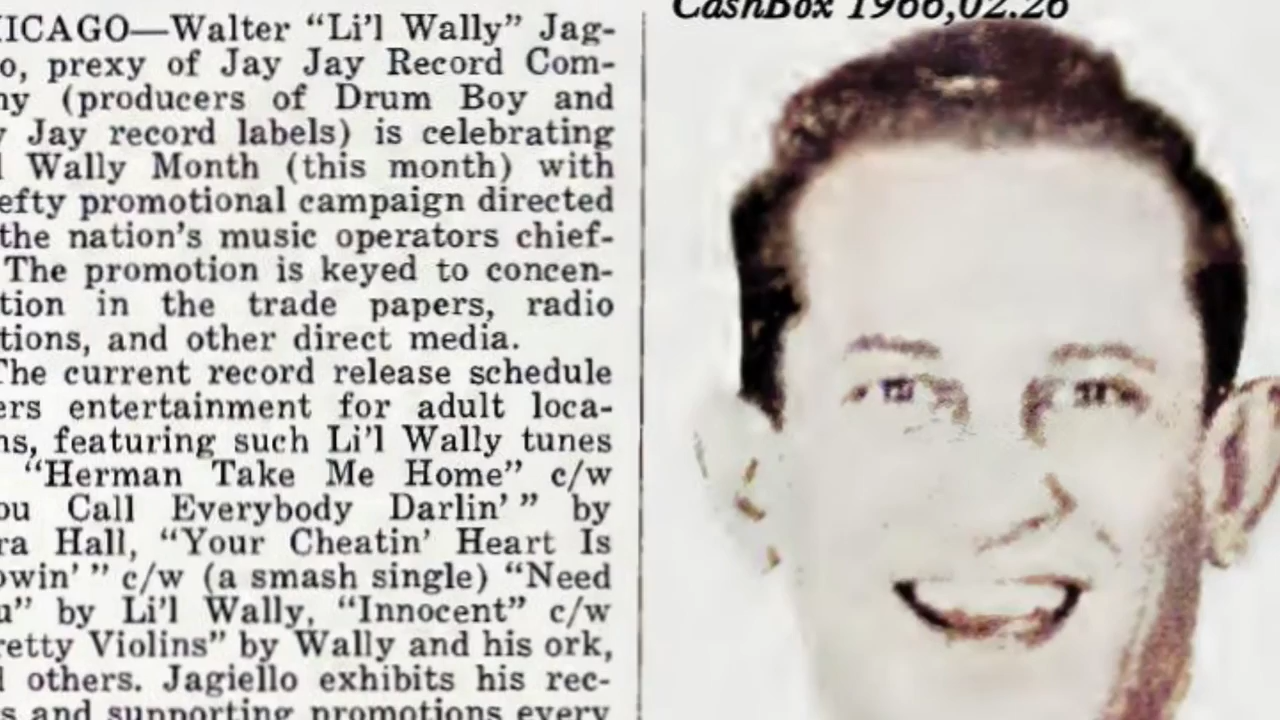 ICAGO—Walter “Li’l Wally” Jag-
o, prexy of Jay Jay Record Com-
ny (producers of Drum Boy and
y Jay record labels) is celebrating
l Wally Month (this month) with
efty promotional campaign directed
the nation’s music operators chief-
The promotion is keyed to concen-
tion in the trade papers, radio
tions, and other direct media.
The current record release schedule
ers entertainment for adult loca-
ns, featuring such Li’l Wally tunes
“Herman Take Me Home” c/w
ou Call Everybody Darlin’ ” by
ra Hall, “Your Cheatin’ Heart Is
owin’ ” c/w (a smash single) “Need
u” by Li’l Wally, “Innocent” c/w
retty Violins” by Wally and his ork,
l others. Jagiello exhibits his rec-
s and supporting promotions every
CashBox 1966,02.26